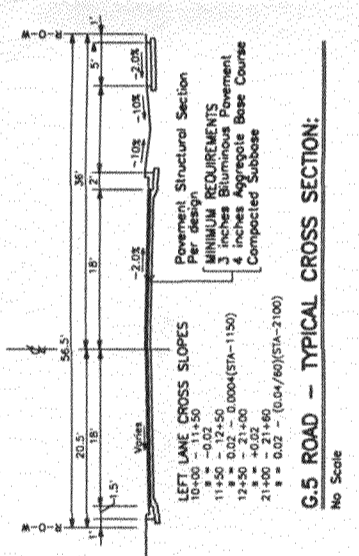 R-O-W
R-O-W
56.5'
20.5'
36'
1'
1.5'
18'
18'
2'
5'
1'
Varies
-2.0%
-10%
-10%
-2.0%
LEFT LANE CROSS SLOPES
10+00 - 11+50
= -0.02
11+50 - 12+50
= 0.02 - 0.0004(STA-1150)
12+50 - 21+00
= +0.02
21+00 - 21+60
= 0.02 - (0.04/60)(STA-2100)
Pavement Structural Section
Per design
MINIMUM REQUIREMENTS
3 inches Bituminous Pavement
4 inches Aggregate Base Course
Compacted Subbase
G.5 ROAD - TYPICAL CROSS SECTION:
No Scale